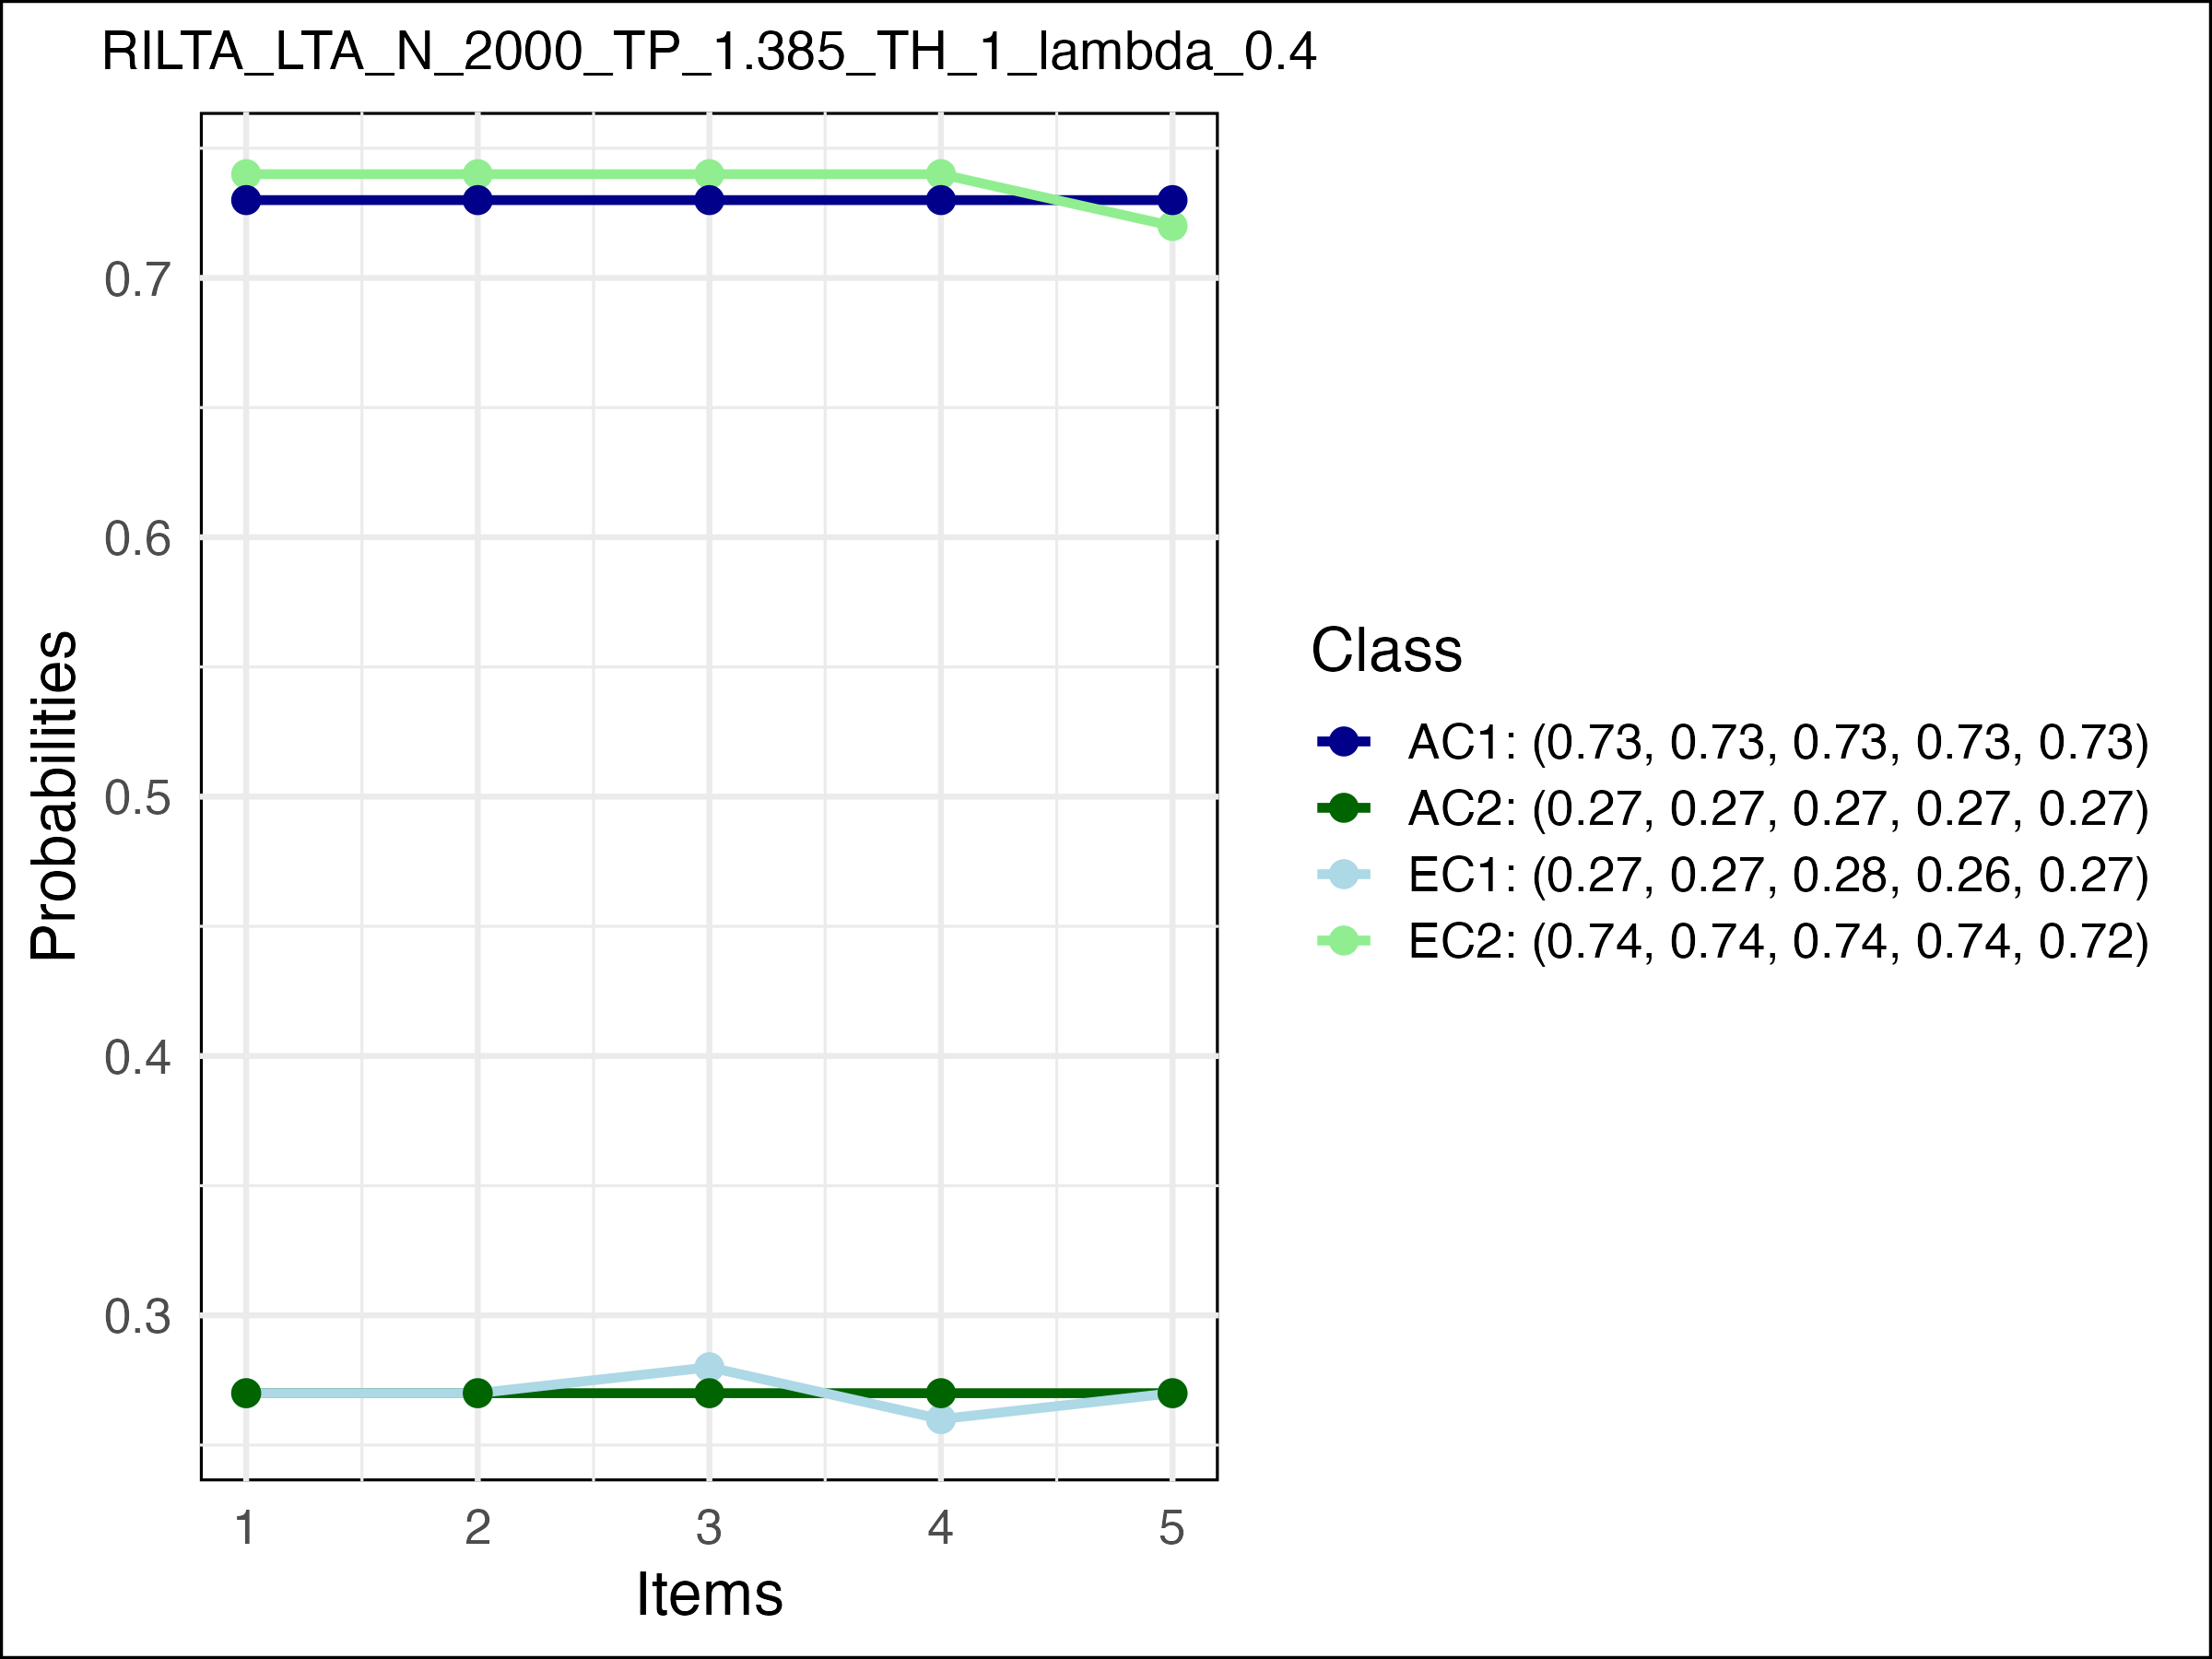 RILTA_LTA_N_2000_TP_1.385_TH_1_lambda_0.4
0.7
0.6
0.5
0.4
0.3
Probabilities
1 2 3 4 5
Items
Class
AC1: (0.73, 0.73, 0.73, 0.73, 0.73)
AC2: (0.27, 0.27, 0.27, 0.27, 0.27)
EC1: (0.27, 0.27, 0.28, 0.26, 0.27)
EC2: (0.74, 0.74, 0.74, 0.74, 0.72)